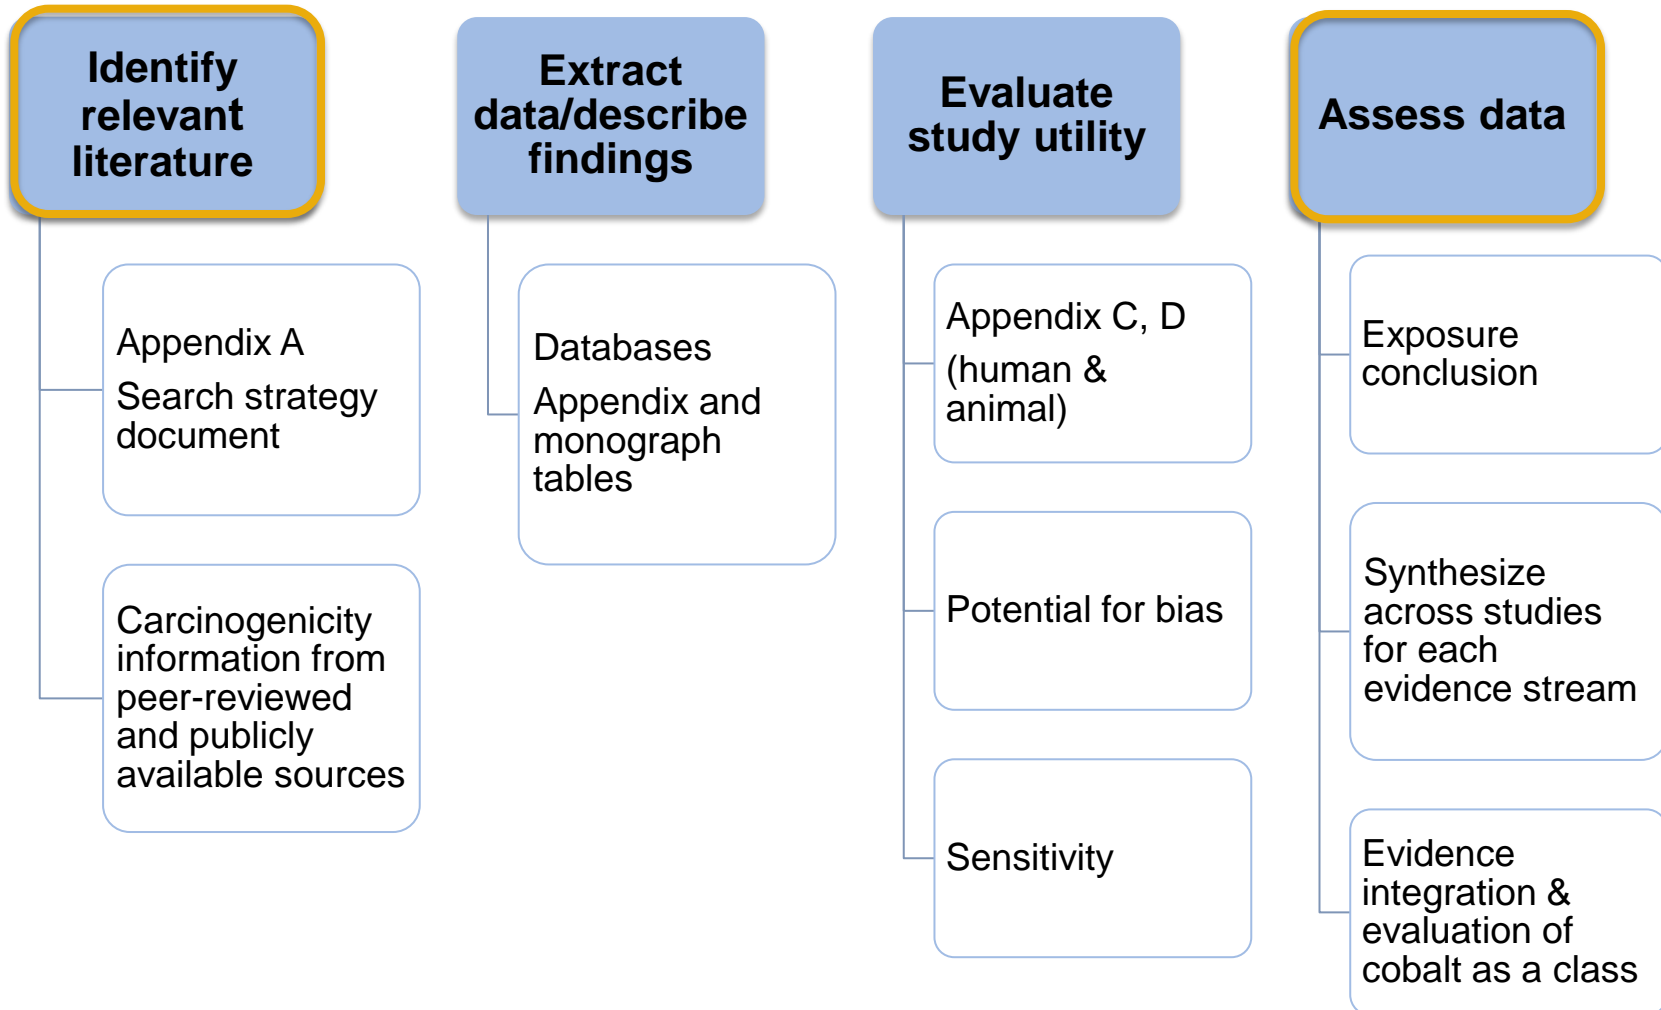 Identify
relevant
literature
Appendix A
Search strategy
document
Carcinogenicity
information from
peer-reviewed
and publicly
available sources
Extract
data/describe
findings
Databases
Appendix and
monograph
tables
Evaluate
study utility
Appendix C, D
(human &
animal)
Potential for bias
Sensitivity
Assess data
Exposure
conclusion
Synthesize
across studies
for each
evidence stream
Evidence
integration &
evaluation of
cobalt as a class